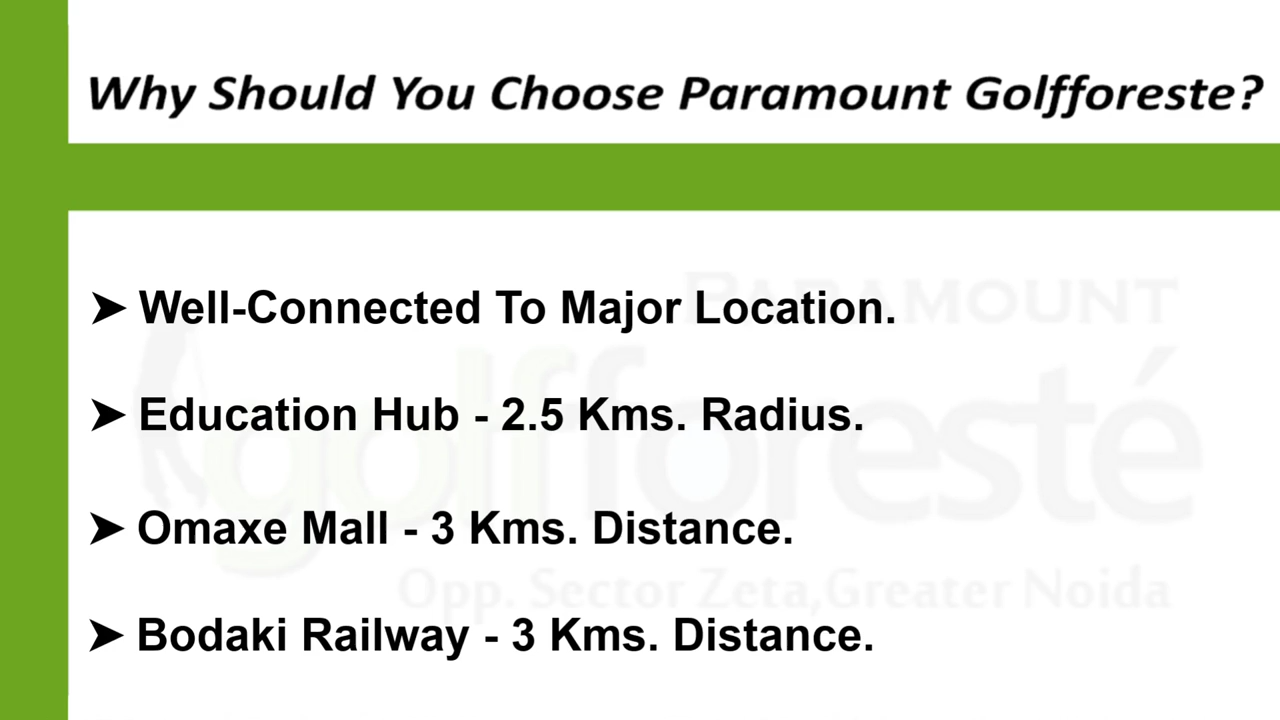 Why Should You Choose Paramount Golfforeste?
PARAMOUNT
➤ Well-Connected To Major Location.
golfforesté
➤ Education Hub - 2.5 Kms. Radius.
➤ Omaxe Mall - 3 Kms. Distance.
Opp. Sector Zeta,Greater Noida
➤ Bodaki Railway - 3 Kms. Distance.